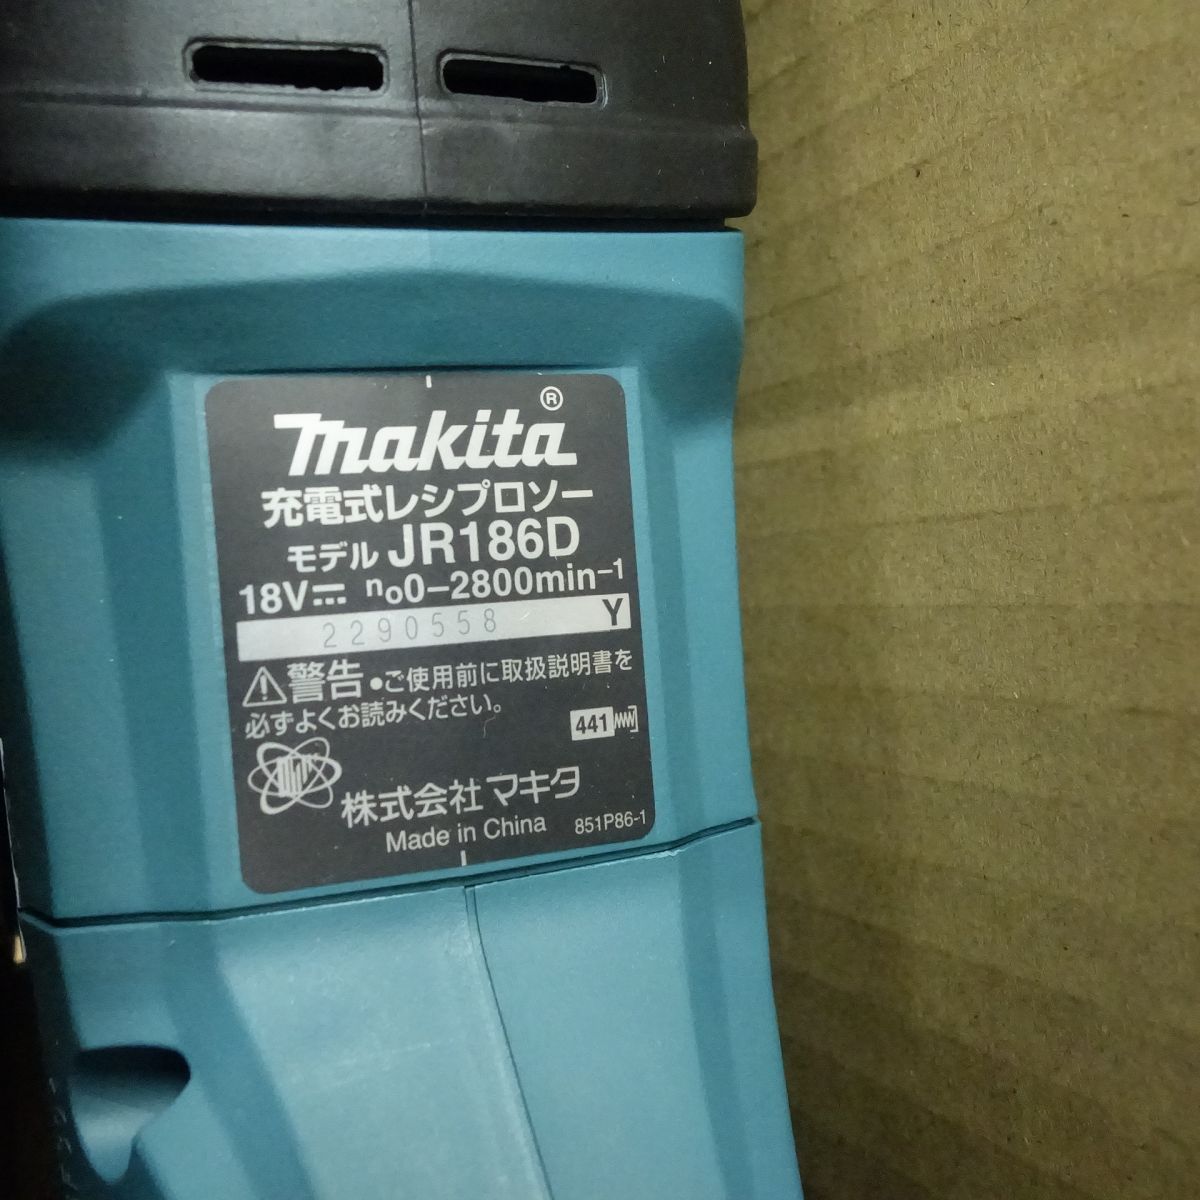 makita®
充電式レシプロソー
モデル JR186D
18V⎓ n₀0–2800min⁻¹
2290558 Y
⚠警告 •ご使用前に取扱説明書を
必ずよくお読みください。
441
株式会社マキタ
Made in China 851P86-1